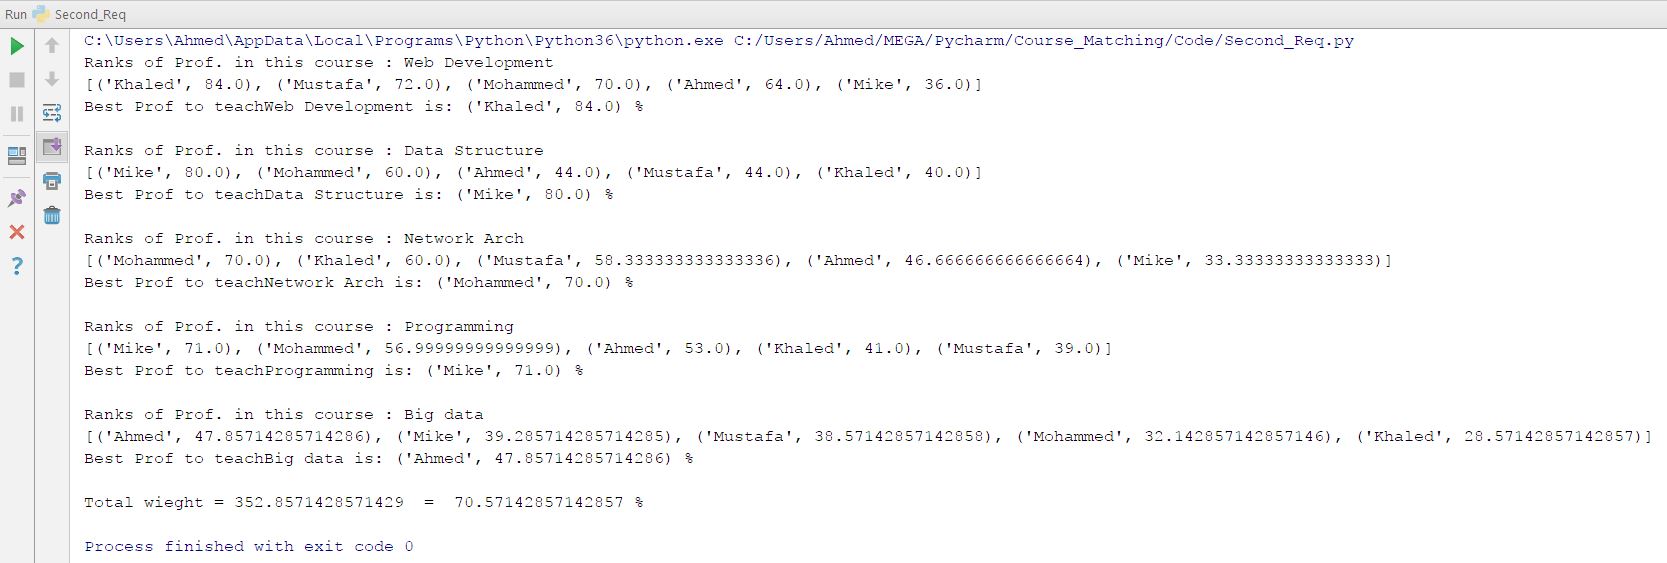 Run Second_Req
C:\Users\Ahmed\AppData\Local\Programs\Python\Python36\python.exe C:/Users/Ahmed/MEGA/Pycharm/Course_Matching/Code/Second_Req.py
Ranks of Prof. in this course : Web Development
[('Khaled', 84.0), ('Mustafa', 72.0), ('Mohammed', 70.0), ('Ahmed', 64.0), ('Mike', 36.0)]
Best Prof to teachWeb Development is: ('Khaled', 84.0) %
Ranks of Prof. in this course : Data Structure
[('Mike', 80.0), ('Mohammed', 60.0), ('Ahmed', 44.0), ('Mustafa', 44.0), ('Khaled', 40.0)]
Best Prof to teachData Structure is: ('Mike', 80.0) %
Ranks of Prof. in this course : Network Arch
[('Mohammed', 70.0), ('Khaled', 60.0), ('Mustafa', 58.333333333333336), ('Ahmed', 46.666666666666664), ('Mike', 33.33333333333333)]
Best Prof to teachNetwork Arch is: ('Mohammed', 70.0) %
Ranks of Prof. in this course : Programming
[('Mike', 71.0), ('Mohammed', 56.99999999999999), ('Ahmed', 53.0), ('Khaled', 41.0), ('Mustafa', 39.0)]
Best Prof to teachProgramming is: ('Mike', 71.0) %
Ranks of Prof. in this course : Big data
[('Ahmed', 47.85714285714286), ('Mike', 39.285714285714285), ('Mustafa', 38.57142857142858), ('Mohammed', 32.142857142857146), ('Khaled', 28.57142857142857)]
Best Prof to teachBig data is: ('Ahmed', 47.85714285714286) %
Total wieght = 352.8571428571429  =  70.57142857142857 %
Process finished with exit code 0